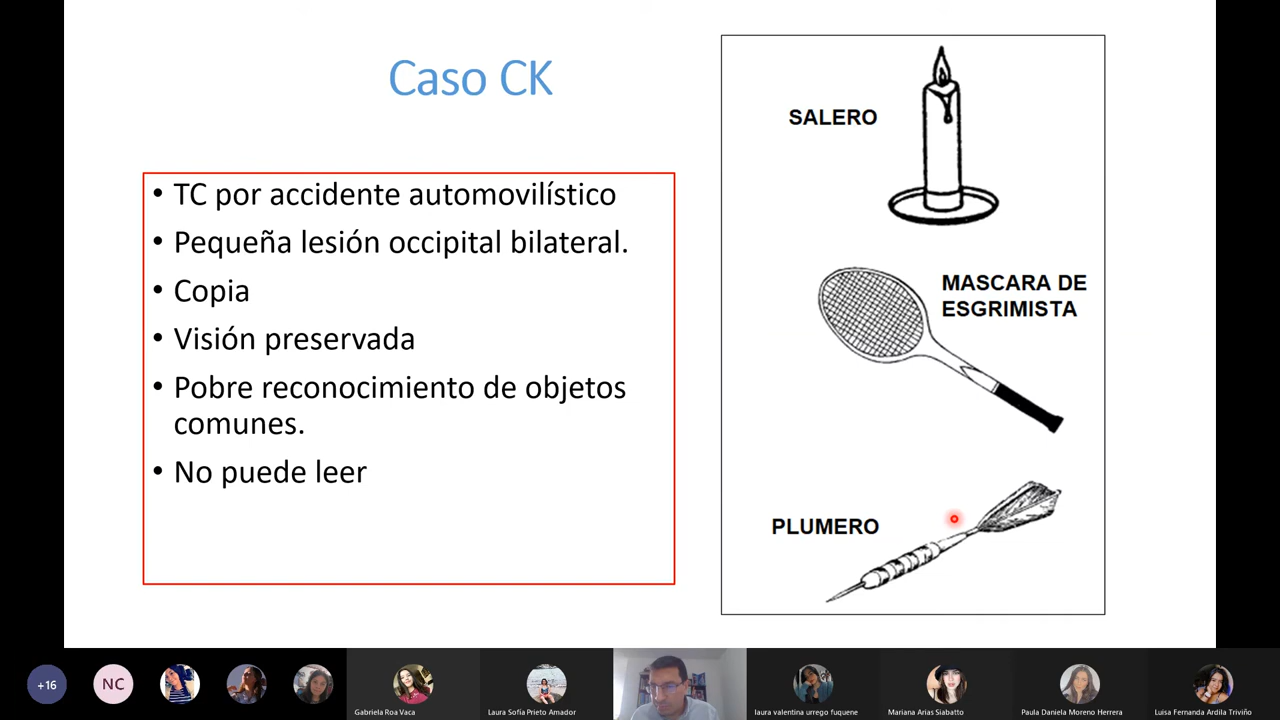 Caso CK
• TC por accidente automovilístico
• Pequeña lesión occipital bilateral.
• Copia
• Visión preservada
• Pobre reconocimiento de objetos
comunes.
• No puede leer
SALERO
MASCARA DE
ESGRIMISTA
PLUMERO
+16
NC
Gabriela Roa Vaca
Laura Sofía Prieto Amador
laura valentina urrego fuquene
Mariana Arias Siabatto
Paula Daniela Moreno Herrera
Luisa Fernanda Ardila Triviño